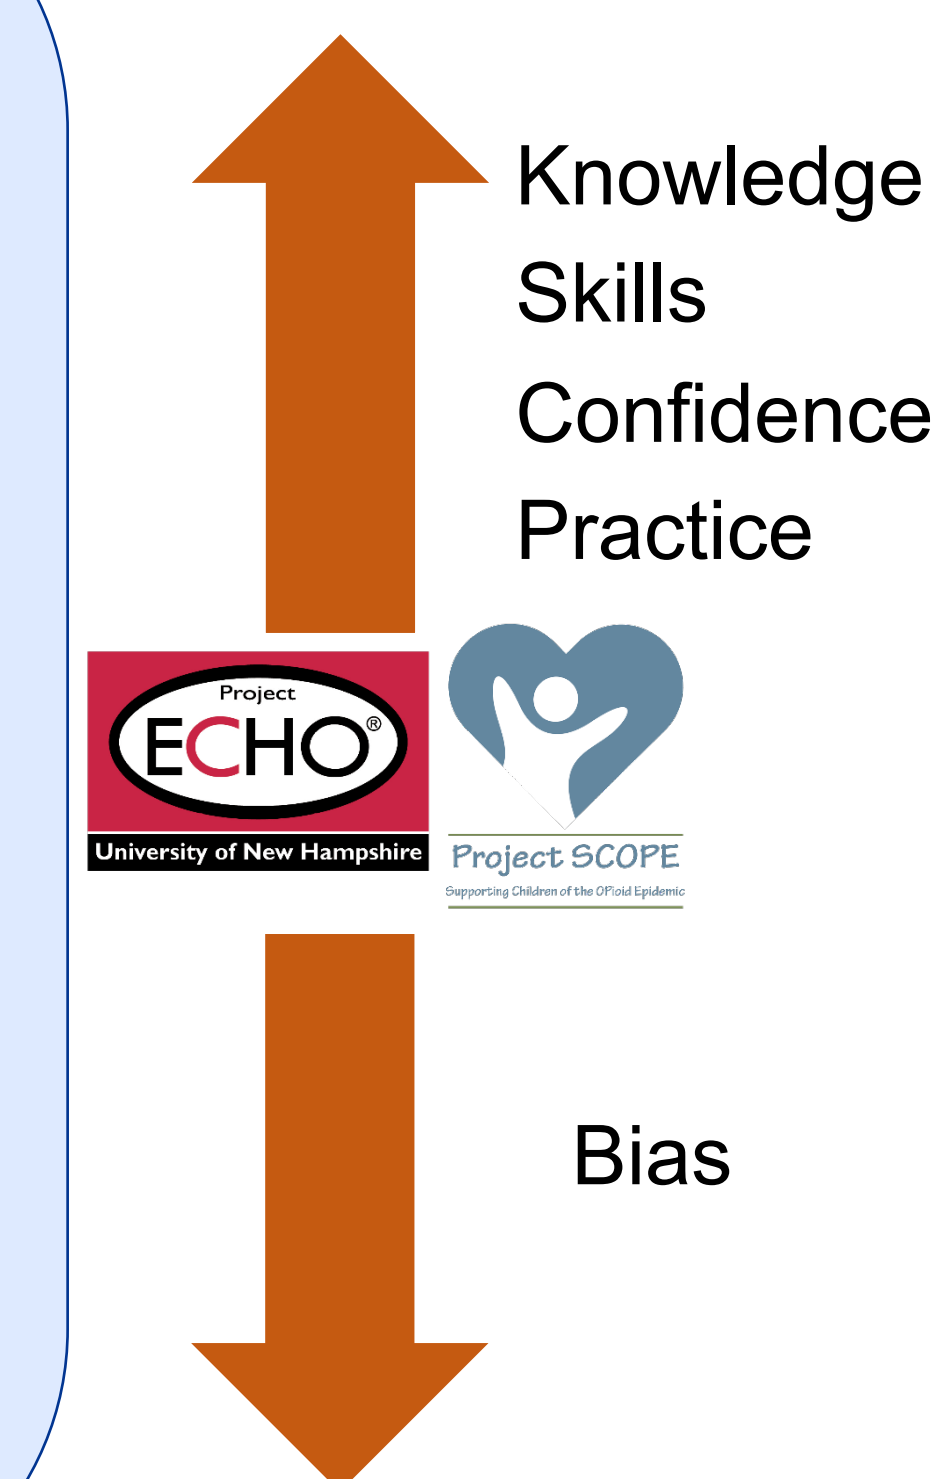 Knowledge
Skills
Confidence
Practice
Project
ECHO®
University of New Hampshire
Project SCOPE
Supporting Children of the OPioid Epidemic
Bias